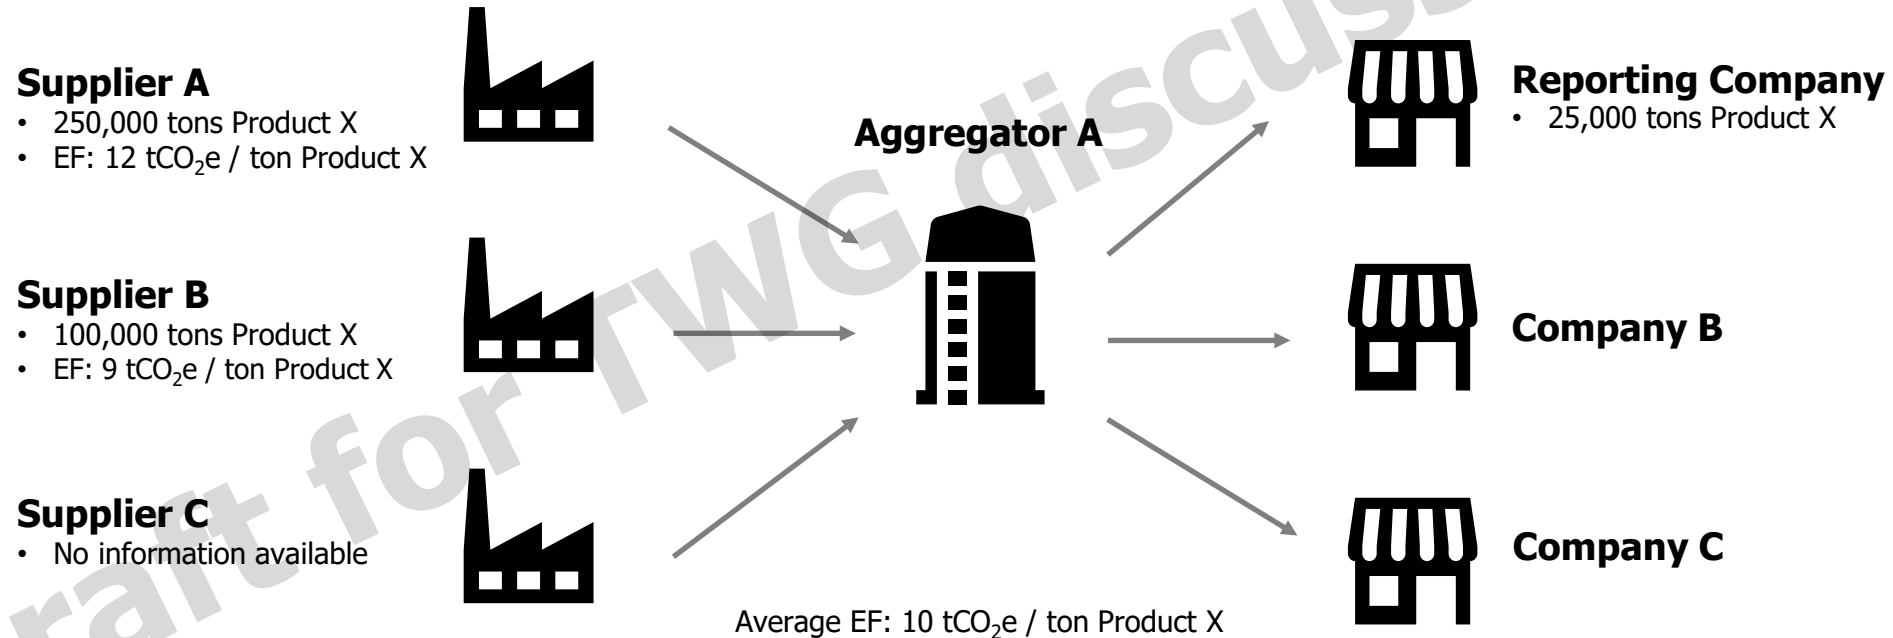 Supplier A
• 250,000 tons Product X
• EF: 12 tCO₂e / ton Product X
Supplier B
• 100,000 tons Product X
• EF: 9 tCO₂e / ton Product X
Supplier C
• No information available
Aggregator A
Average EF: 10 tCO₂e / ton Product X
Reporting Company
• 25,000 tons Product X
Company B
Company C
for TWG